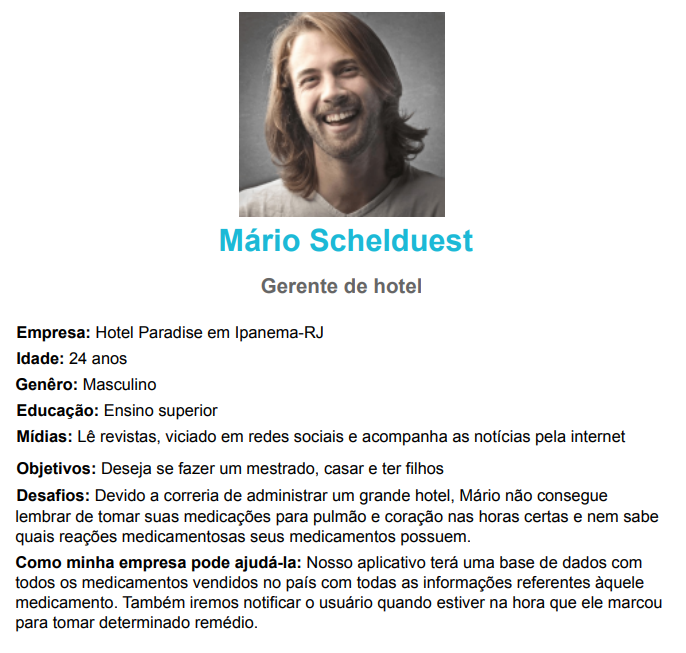 Mário Schelduest
Gerente de hotel
Empresa: Hotel Paradise em Ipanema-RJ
Idade: 24 anos
Genêro: Masculino
Educação: Ensino superior
Mídias: Lê revistas, viciado em redes sociais e acompanha as notícias pela internet
Objetivos: Deseja se fazer um mestrado, casar e ter filhos
Desafios: Devido a correria de administrar um grande hotel, Mário não consegue
lembrar de tomar suas medicações para pulmão e coração nas horas certas e nem sabe
quais reações medicamentosas seus medicamentos possuem.
Como minha empresa pode ajudá-la: Nosso aplicativo terá uma base de dados com
todos os medicamentos vendidos no país com todas as informações referentes àquele
medicamento. Também iremos notificar o usuário quando estiver na hora que ele marcou
para tomar determinado remédio.